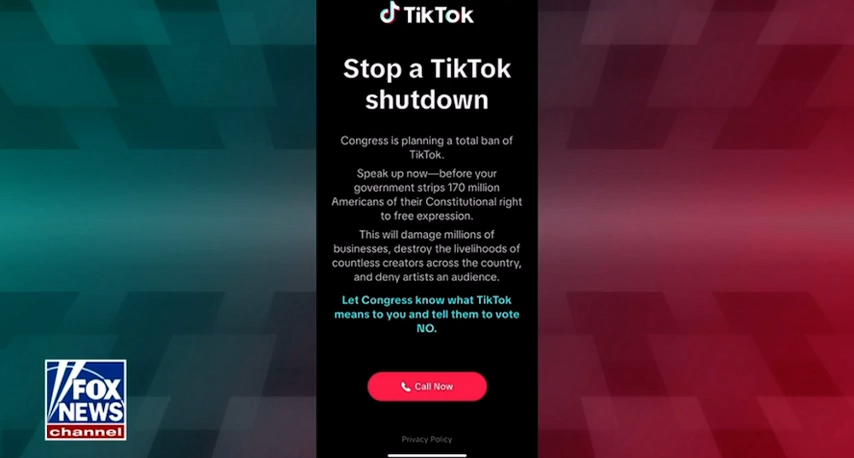 TikTok
Stop a TikTok
shutdown
Congress is planning a total ban of
TikTok.
Speak up now—before your
government strips 170 million
Americans of their Constitutional right
to free expression.
This will damage millions of
businesses, destroy the livelihoods of
countless creators across the country,
and deny artists an audience.
Let Congress know what TikTok
means to you and tell them to vote
NO.
Call Now
Privacy Policy
FOX
NEWS
channel